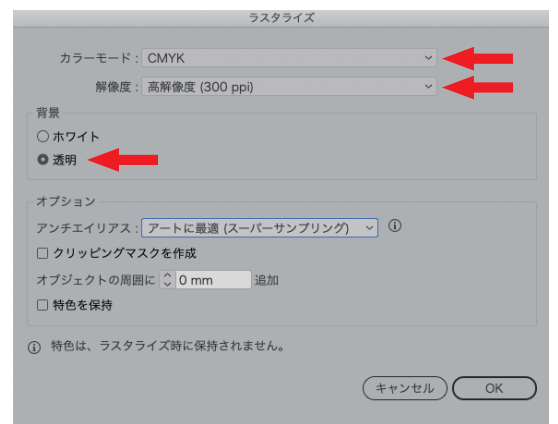 ラスタライズ
カラーモード : CMYK
解像度 : 高解像度 (300 ppi)
背景
ホワイト
透明
オプション
アンチエイリアス : アートに最適 (スーパーサンプリング)
クリッピングマスクを作成
オブジェクトの周囲に 0 mm 追加
特色を保持
特色は、ラスタライズ時に保持されません。
キャンセル OK